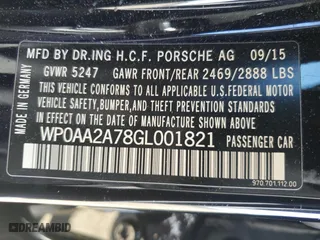 MFD BY DR.ING H.C.F. PORSCHE AG 09/15
GVWR 5247 GAWR FRONT/REAR 2469/2888 LBS
MADE IN GERMANY
THIS VEHICLE CONFORMS TO ALL APPLICABLE
U.S. FEDERAL MOTOR VEHICLE SAFETY
BUMPER AND THEFT PREVENTION STANDARDS
IN EFFECT ON THE DATE OF MANUFACTURE
SHOWN ABOVE
WP0AA2A78GL001821 PASSENGER CAR
970.701.112.00
© DREAMBID